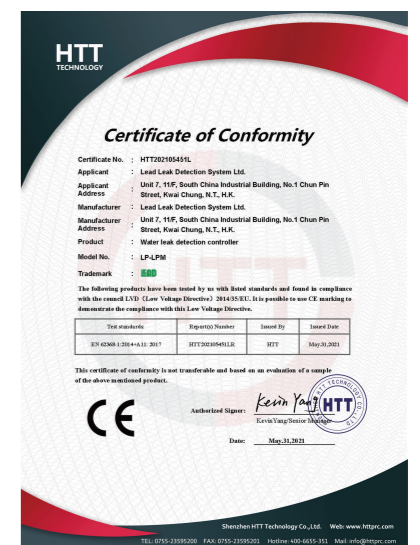 HTT
TECHNOLOGY
Certificate of Conformity
Certificate No. : HTT202105451L
Applicant : Lead Leak Detection System Ltd.
Applicant Address : Unit 7, 11/F, South China Industrial Building, No.1 Chun Pin
Street, Kwai Chung, N.T., H.K.
Manufacturer : Lead Leak Detection System Ltd.
Manufacturer Address : Unit 7, 11/F, South China Industrial Building, No.1 Chun Pin
Street, Kwai Chung, N.T., H.K.
Product : Water leak detection controller
Model No. : LP-LPM
Trademark :
The following products have been tested by us with listed standards and found in compliance
with the council LVD (Low Voltage Directive) 2014/35/EU. It is possible to use CE marking to
demonstrate the compliance with this Low Voltage Directive.
Test standards Report(s) Number Issued By Issued Date
EN 62368-1:2014+A11: 2017 HTT202105451LR HTT May.31,2021
This certificate of conformity is not transferable and based on an evaluation of a sample
of the above mentioned product.
CE
Authorized Signer: Kevin Yang
HTT
KevinYang/Senior Manager
Date: May.31,2021
Shenzhen HTT Technology Co.,Ltd. Web: www.httprc.com
TEL: 0755-23595200 FAX: 0755-23595201 Hotline: 400-6655-351 Mail: info@httprc.com